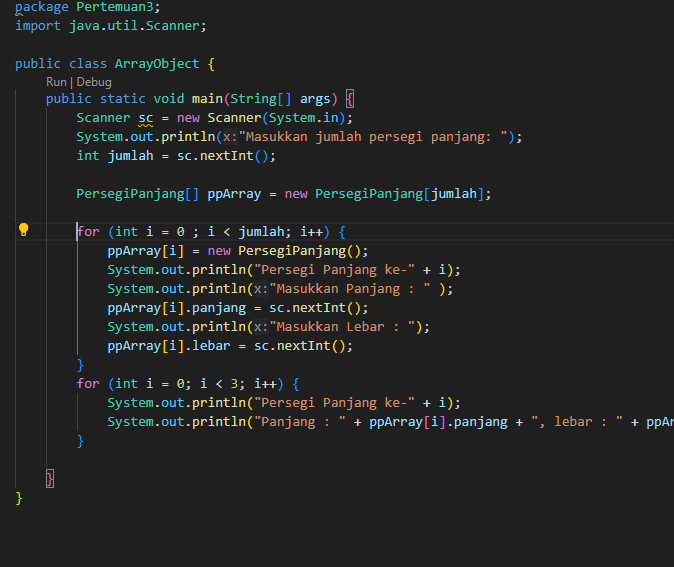 package Pertemuan3;
import java.util.Scanner;
public class ArrayObject {
Run | Debug
public static void main(String[] args) {
Scanner sc = new Scanner(System.in);
System.out.println(x:"Masukkan jumlah persegi panjang: ");
int jumlah = sc.nextInt();
PersegiPanjang[] ppArray = new PersegiPanjang[jumlah];
for (int i = 0 ; i < jumlah; i++) {
ppArray[i] = new PersegiPanjang();
System.out.println("Persegi Panjang ke-" + i);
System.out.println(x:"Masukkan Panjang : " );
ppArray[i].panjang = sc.nextInt();
System.out.println(x:"Masukkan Lebar : ");
ppArray[i].lebar = sc.nextInt();
}
for (int i = 0; i < 3; i++) {
System.out.println("Persegi Panjang ke-" + i);
System.out.println("Panjang : " + ppArray[i].panjang + ", lebar : " + ppAr
}
}
}